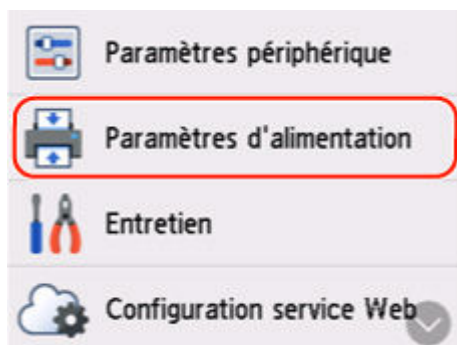 Paramètres périphérique
Paramètres d'alimentation
Entretien
Configuration service Web